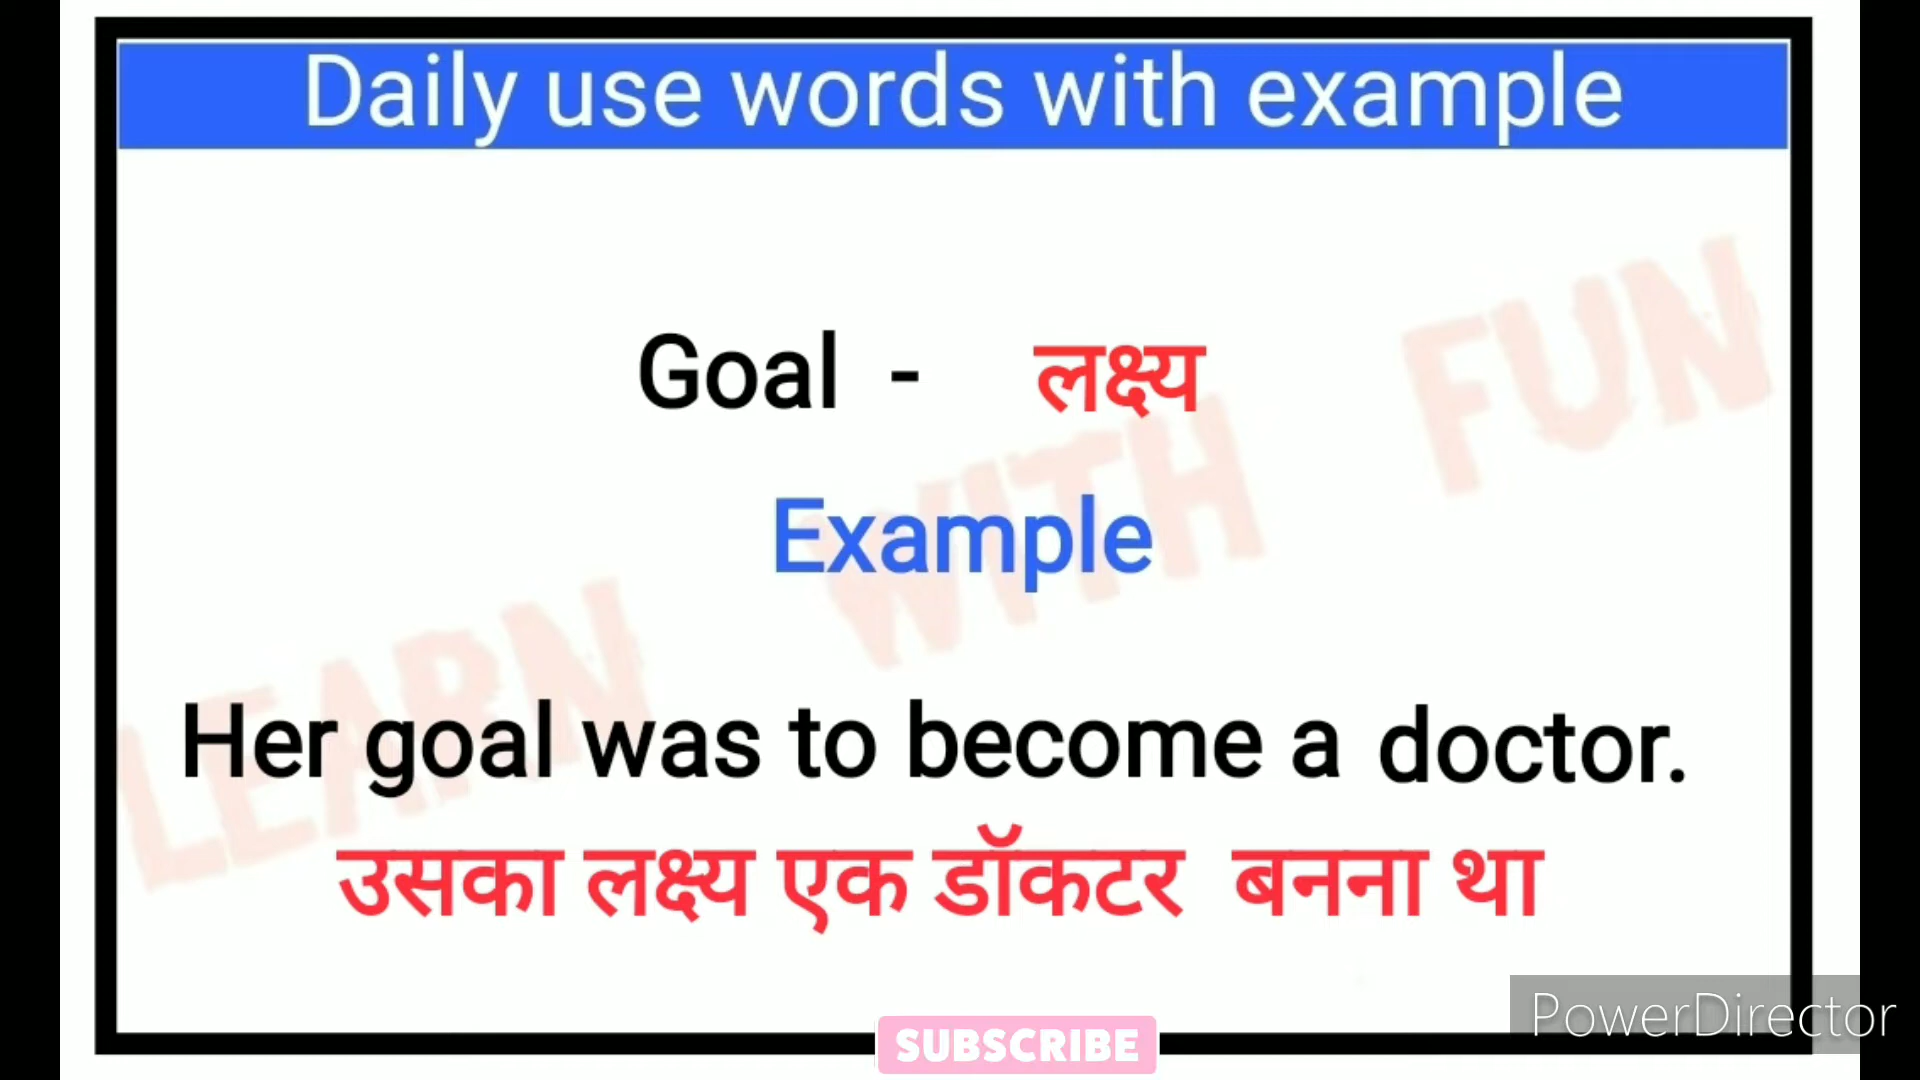 Daily use words with example
Goal - लक्ष्य
Example
Her goal was to become a doctor.
उसका लक्ष्य एक डॉकटर बनना था
LEARN WITH FUN
PowerDirector
SUBSCRIBE